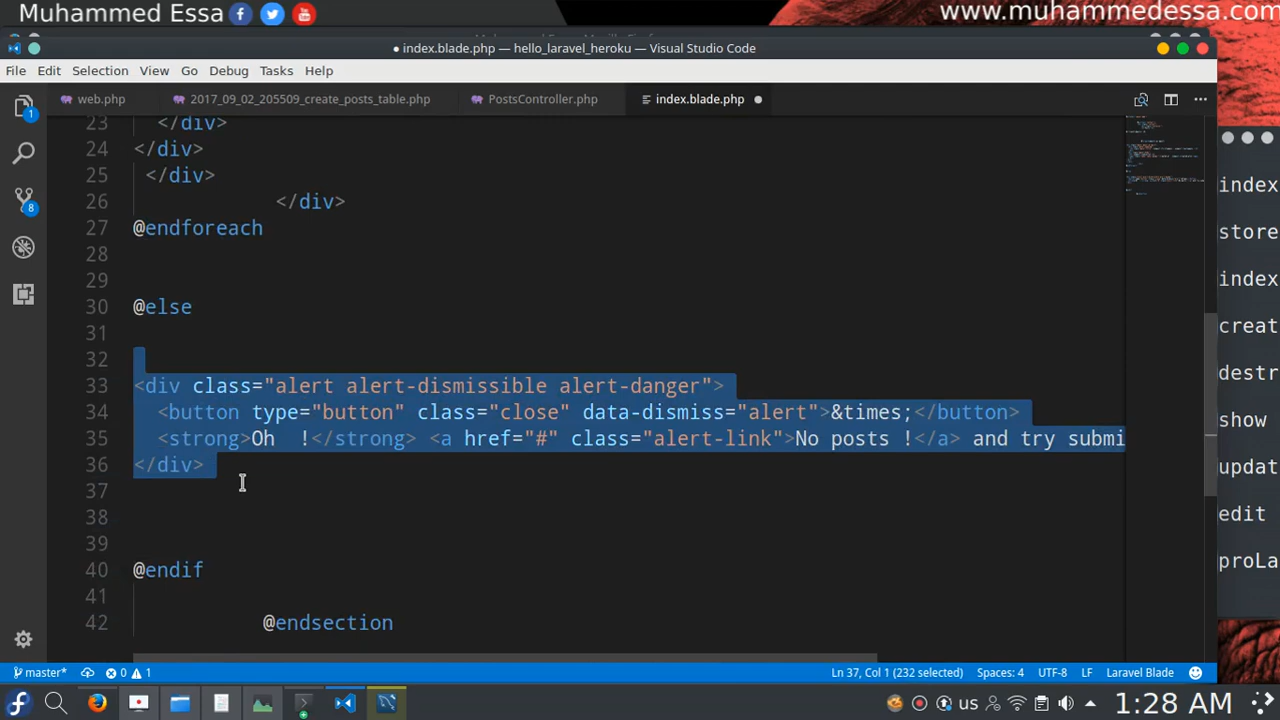 Muhammed Essa
www.muhammedessa.com
● index.blade.php — hello_laravel_heroku — Visual Studio Code
File Edit Selection View Go Debug Tasks Help
web.php 2017_09_02_205509_create_posts_table.php PostsController.php index.blade.php
23 </div>
24 </div>
25 </div>
26 </div>
27 @endforeach
28
29
30 @else
31
32
33 <div class="alert alert-dismissible alert-danger">
34 <button type="button" class="close" data-dismiss="alert">&times;</button>
35 <strong>Oh  !</strong> <a href="#" class="alert-link">No posts !</a> and try submi
36 </div>
37
38
39
40 @endif
41
42 @endsection
1
8
index
store
index
creat
destr
show
updat
edit
proLa
master* 0 1 Ln 37, Col 1 (232 selected) Spaces: 4 UTF-8 LF Laravel Blade
us 1:28 AM